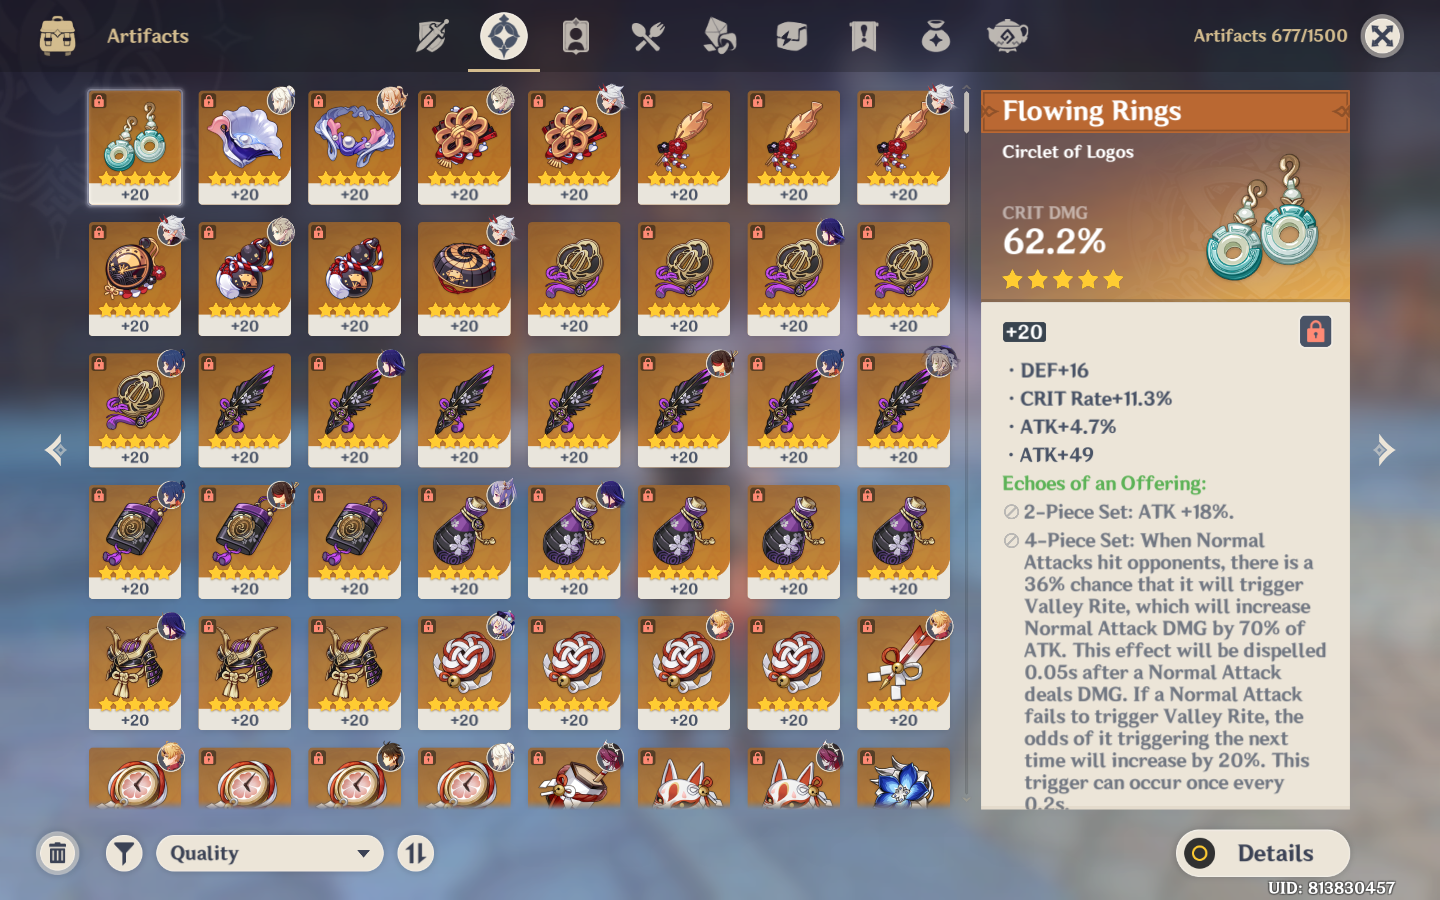 Artifacts
Artifacts 677/1500
+20 +20 +20 +20 +20 +20 +20 +20
+20 +20 +20 +20 +20 +20 +20 +20
+20 +20 +20 +20 +20 +20 +20 +20
+20 +20 +20 +20 +20 +20 +20 +20
+20 +20 +20 +20 +20 +20 +20 +20
Flowing Rings
Circlet of Logos
CRIT DMG
62.2%
+20
· DEF+16
· CRIT Rate+11.3%
· ATK+4.7%
· ATK+49
Echoes of an Offering:
2-Piece Set: ATK +18%.
4-Piece Set: When Normal
Attacks hit opponents, there is a
36% chance that it will trigger
Valley Rite, which will increase
Normal Attack DMG by 70% of
ATK. This effect will be dispelled
0.05s after a Normal Attack
deals DMG. If a Normal Attack
fails to trigger Valley Rite, the
odds of it triggering the next
time will increase by 20%. This
trigger can occur once every
0.2s.
Quality
Details
UID: 813830457